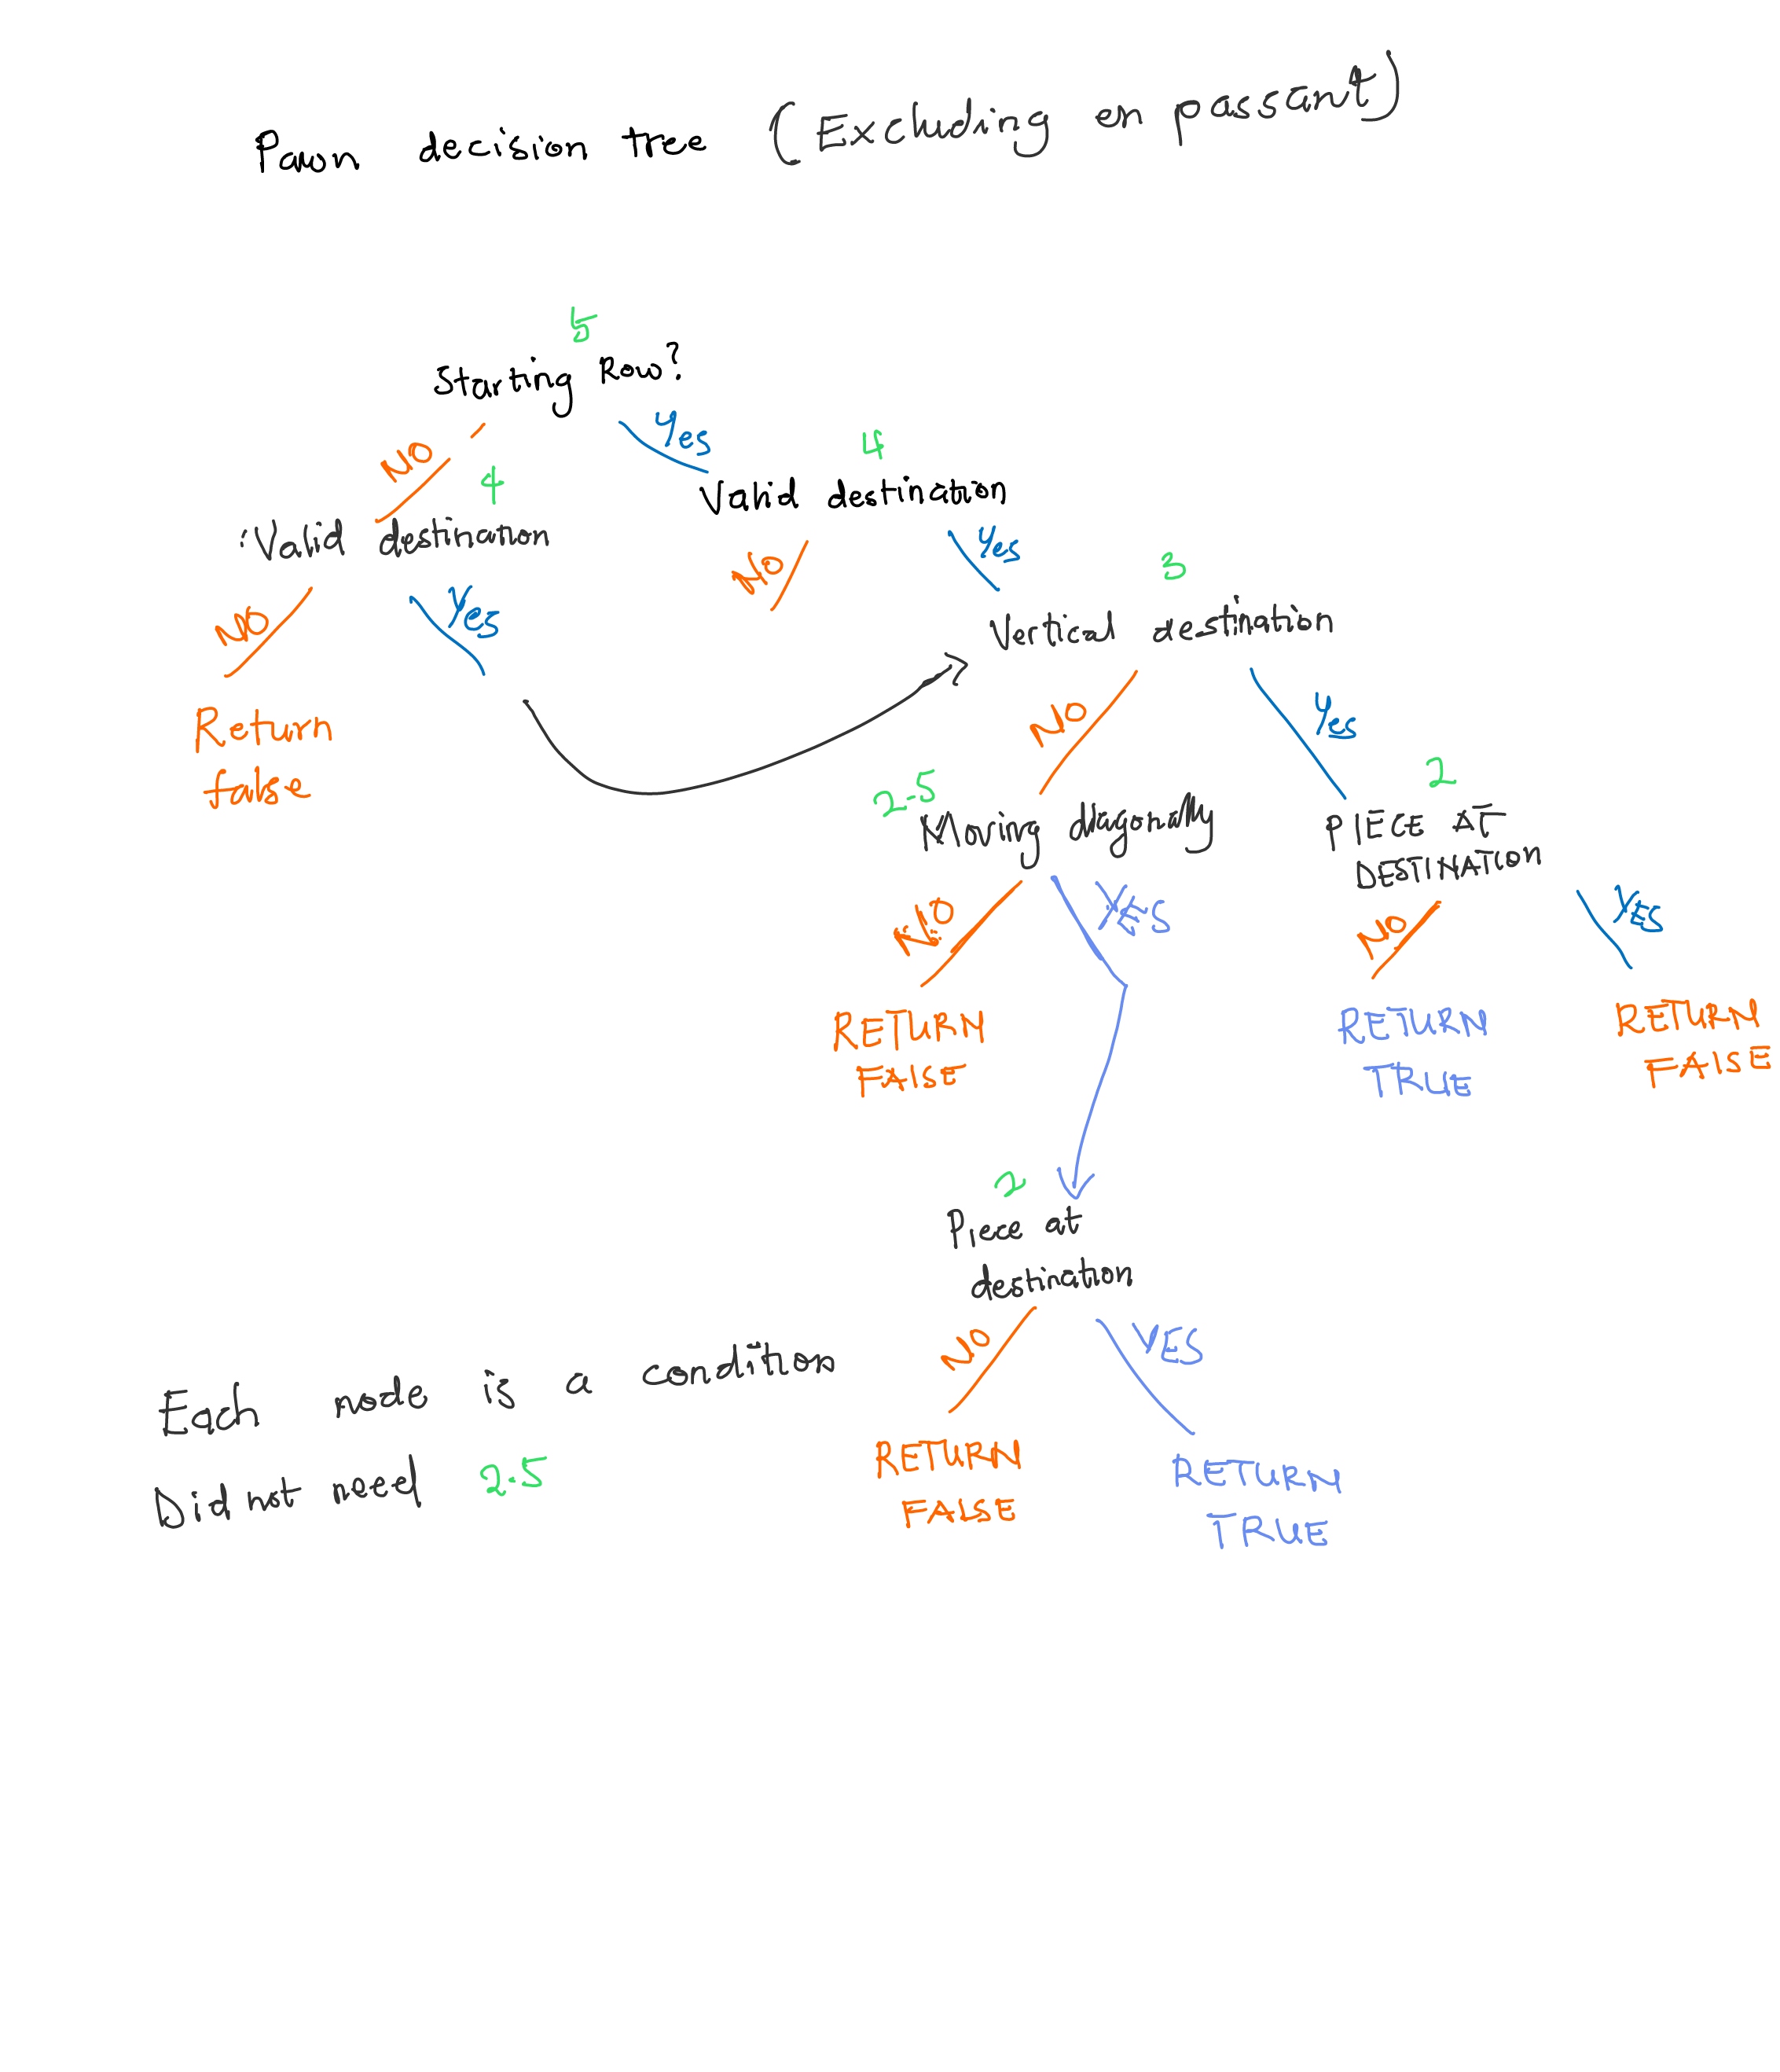 Pawn decision tree (Excluding en passant)
5
Starting Row?
NO
Yes
4
4
Valid destination
Valid destination
NO
Yes
NO
Yes
3
Vertical destination
Return
false
NO
Yes
2.5
2
Moving diagonally
PIECE AT
DESTINATION
NO
YES
NO
YES
RETURN
FALSE
RETURN
TRUE
RETURN
FALSE
2
Piece at
destination
NO
YES
Each node is a condition
Did not need 2.5
RETURN
FALSE
RETURN
TRUE